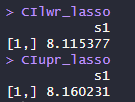 > CIlwr_lasso
s1
[1,] 8.115377
> CIupr_lasso
s1
[1,] 8.160231